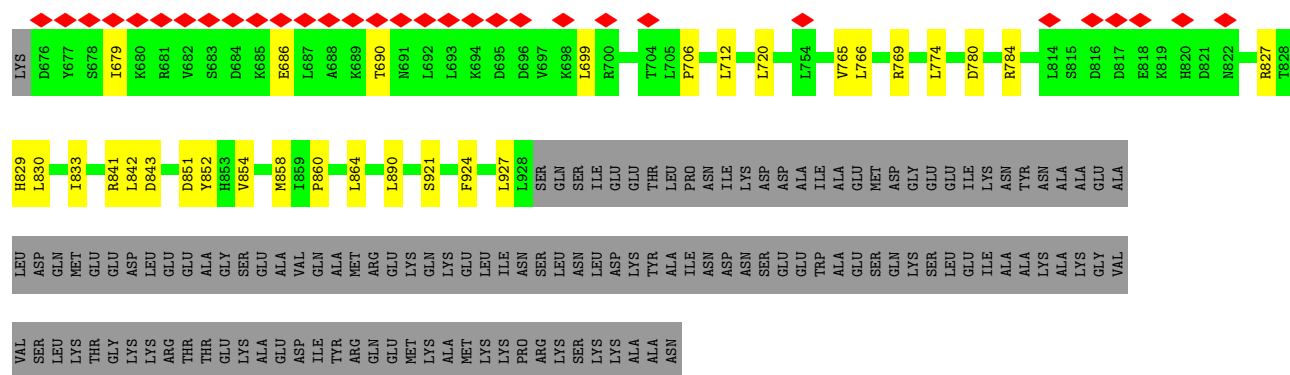 LYS D676 Y677 S678 I679 K680 R681 V682 S683 D684 K685 E686 L687 A688 K689 T690 N691 L692 L693 K694 D695 D696 V697 K698 L699 R700 T704 L705 P706 L712 L720 L754 V765 L766 R769 L774 D780 R784 L814 S815 D816 D817 E818 K819 H820 D821 N822 R827 T828
H829 L830 I833 R841 L842 D843 D851 Y852 H853 V854 M858 I859 P860 L864 L890 S921 F924 L927 L928 SER GLN SER ILE GLU GLU THR LEU PRO ASN ILE LYS ASP ASP ALA ILE ALA GLU MET ASP GLY GLU GLU ILE LYS ASN TYR ASN ALA ALA GLU ALA
LEU ASP GLN MET GLU GLU ASP LEU GLU GLU ALA GLY SER GLU ALA VAL GLN ALA MET ARG GLU LYS GLN LYS GLU LEU ILE ASN SER LEU ASN LEU ASP LYS TYR ALA ILE ASN ASP ASN SER GLU GLU TRP ALA GLU SER GLN LYS SER LEU GLU ILE ALA ALA LYS ALA LYS GLY VAL
VAL SER LEU LYS THR GLY LYS LYS ARG THR THR GLU LYS ALA GLU ASP ILE TYR ARG GLN GLU MET LYS ALA MET LYS LYS PRO ARG LYS SER LYS LYS ALA ALA ASN